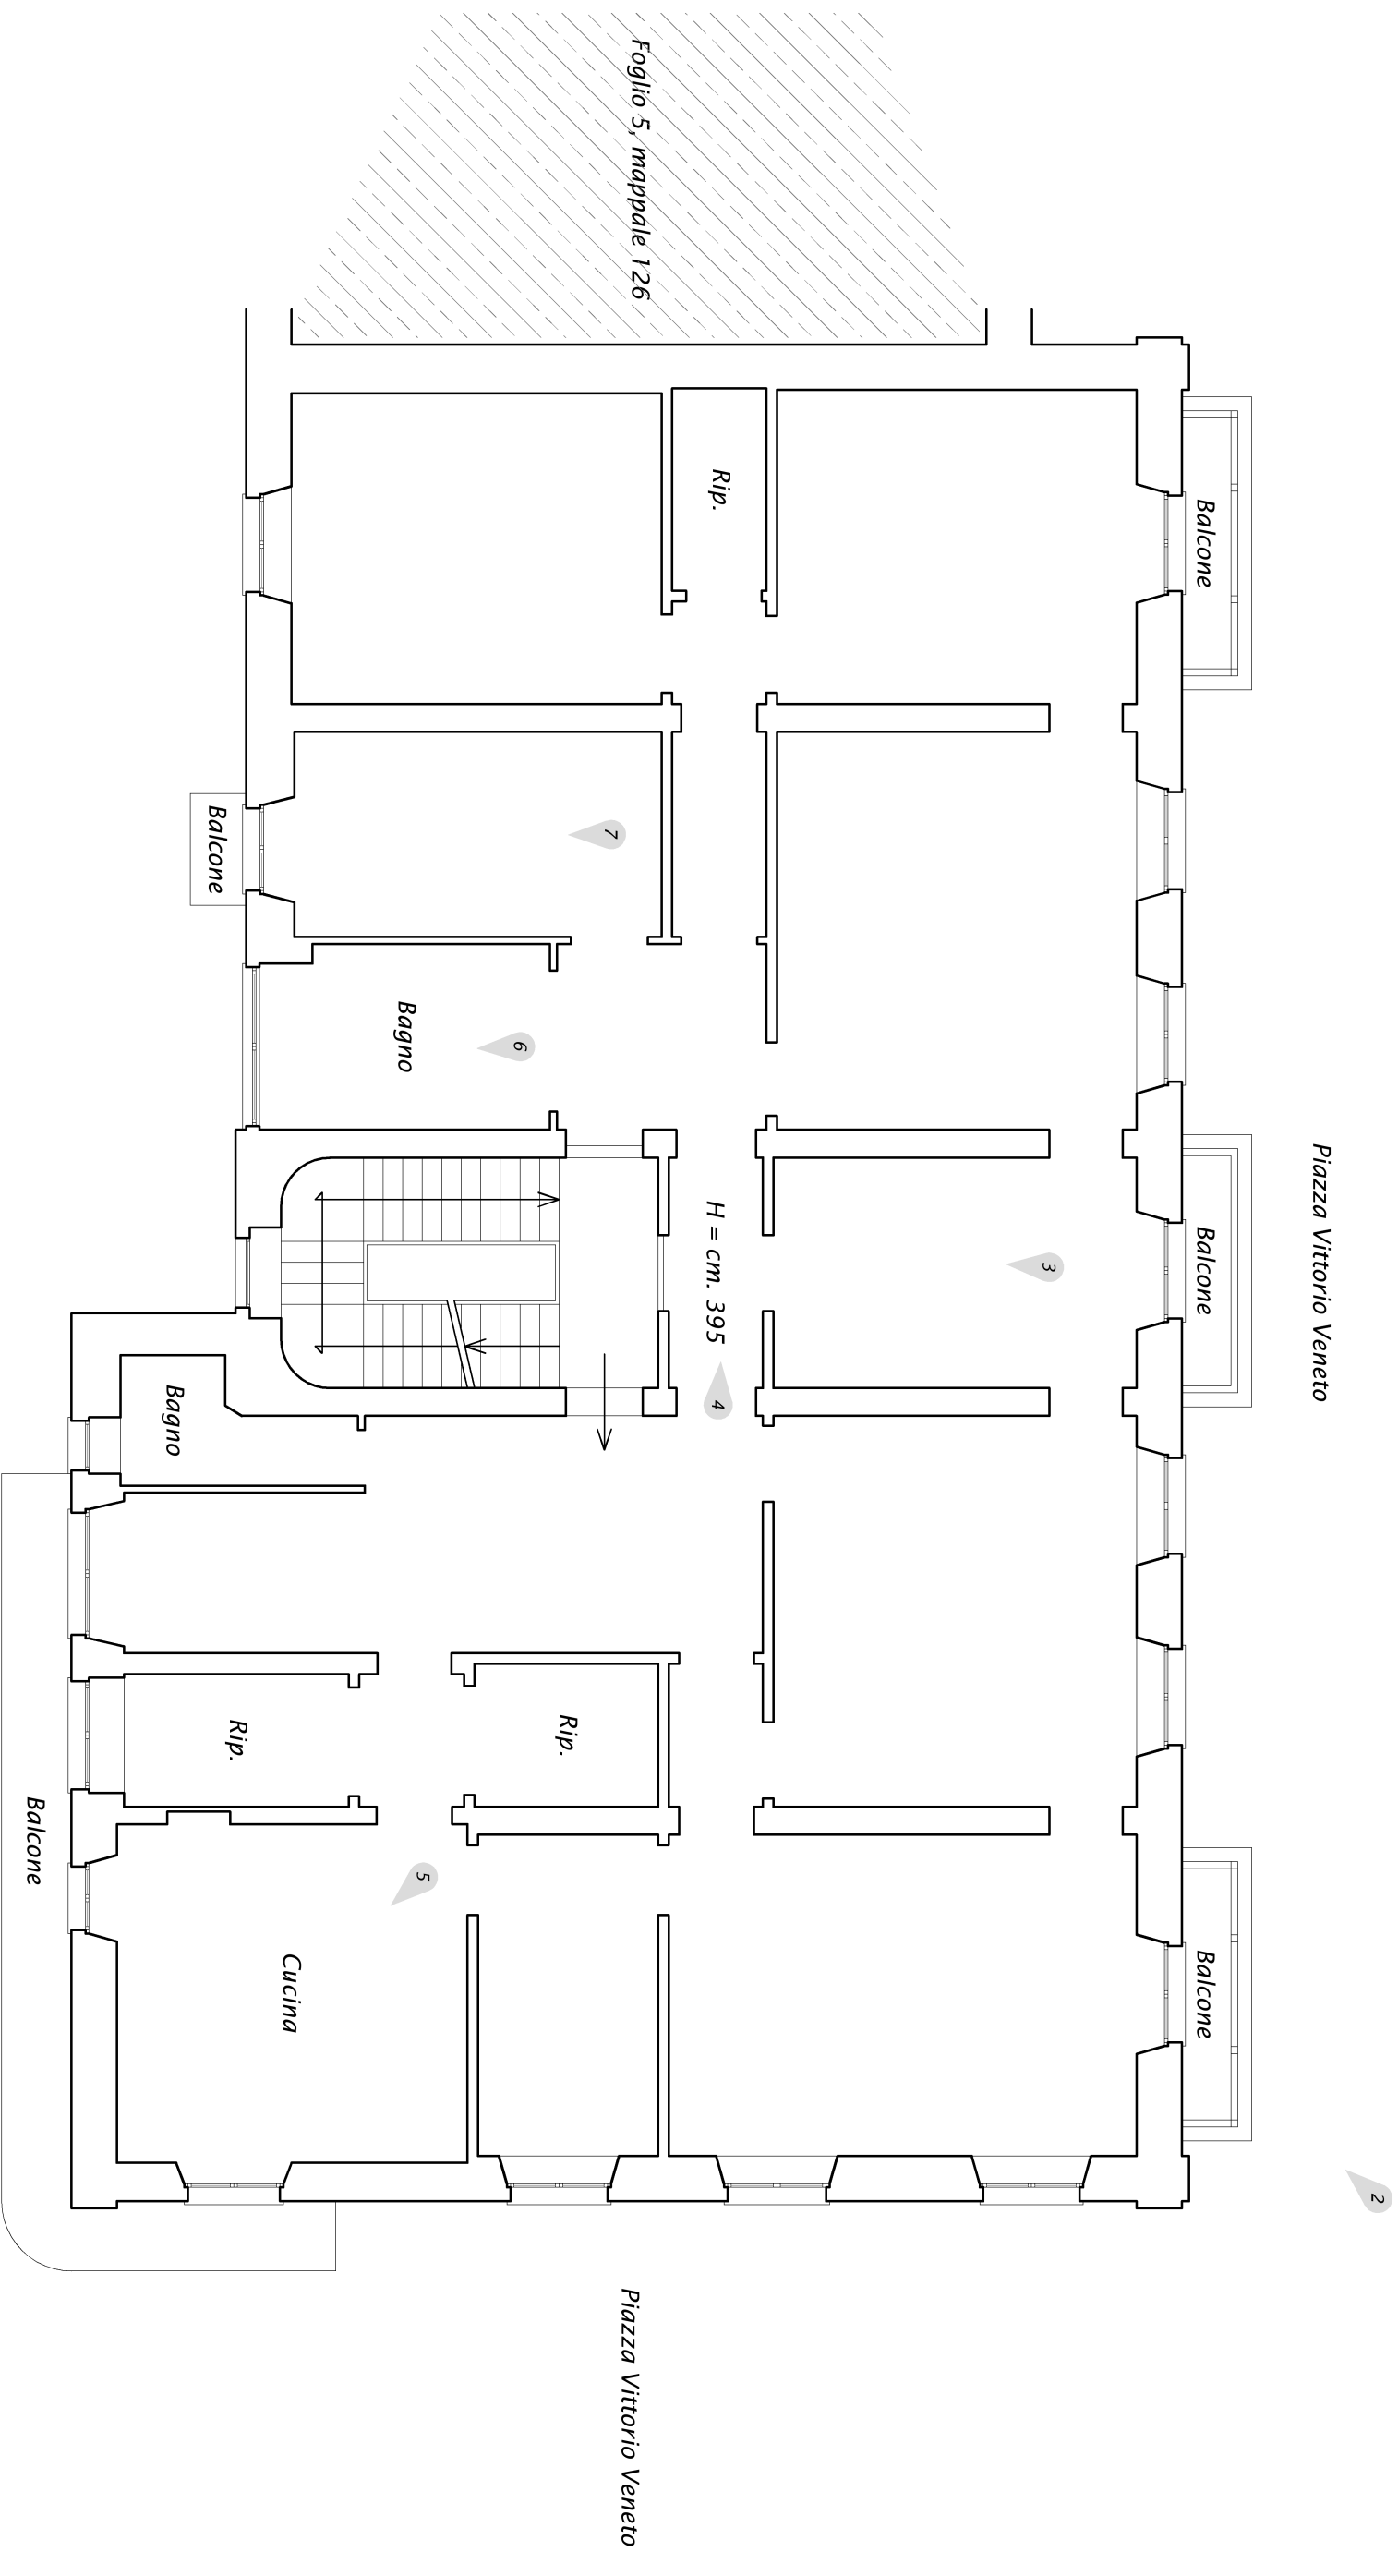 Piazza Vittorio Veneto
Balcone
Balcone
Balcone
2
3
Rip.
H = cm. 395
4
Foglio 5, mappale 126
7
6
Rip.
Piazza Vittorio Veneto
Bagno
5
Cucina
Balcone
Rip.
Bagno
Balcone